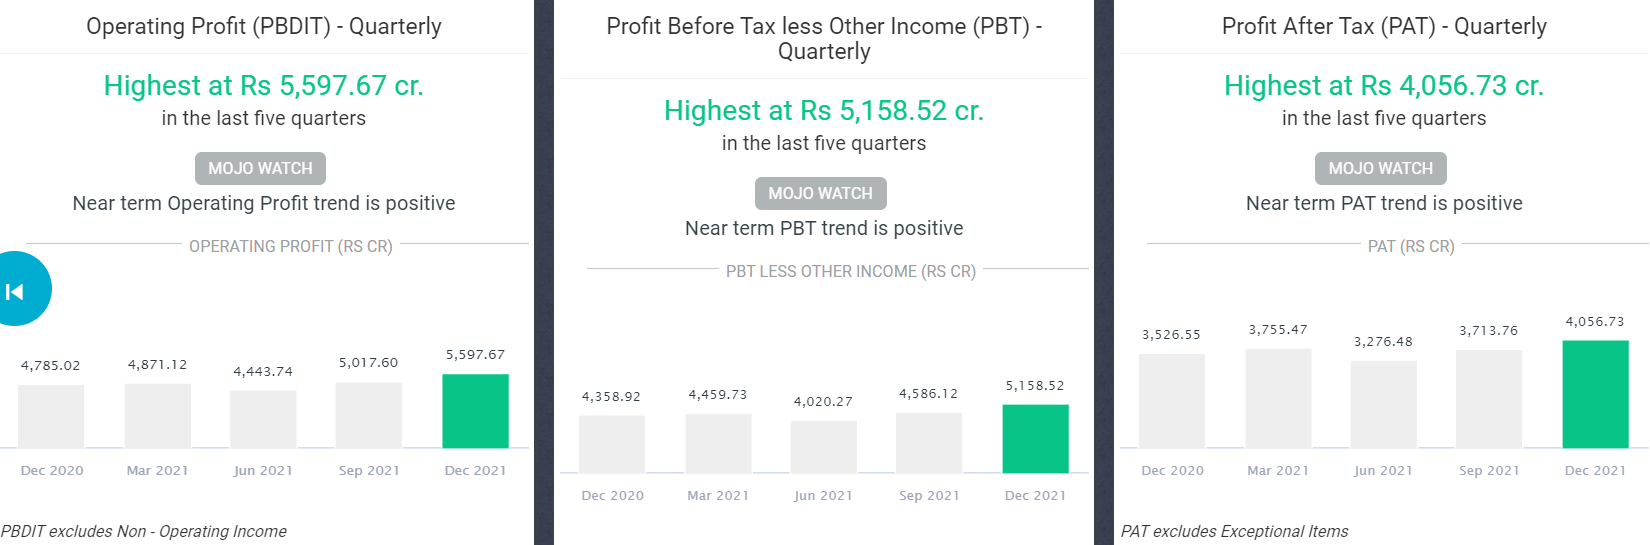 Operating Profit (PBDIT) - Quarterly
Highest at Rs 5,597.67 cr.
in the last five quarters
MOJO WATCH
Near term Operating Profit trend is positive
OPERATING PROFIT (RS CR)
4,785.02 4,871.12 4,443.74 5,017.60 5,597.67
Dec 2020 Mar 2021 Jun 2021 Sep 2021 Dec 2021
PBDIT excludes Non - Operating Income
Profit Before Tax less Other Income (PBT) -
Quarterly
Highest at Rs 5,158.52 cr.
in the last five quarters
MOJO WATCH
Near term PBT trend is positive
PBT LESS OTHER INCOME (RS CR)
4,358.92 4,459.73 4,020.27 4,586.12 5,158.52
Dec 2020 Mar 2021 Jun 2021 Sep 2021 Dec 2021
Profit After Tax (PAT) - Quarterly
Highest at Rs 4,056.73 cr.
in the last five quarters
MOJO WATCH
Near term PAT trend is positive
PAT (RS CR)
3,526.55 3,755.47 3,276.48 3,713.76 4,056.73
Dec 2020 Mar 2021 Jun 2021 Sep 2021 Dec 2021
PAT excludes Exceptional Items